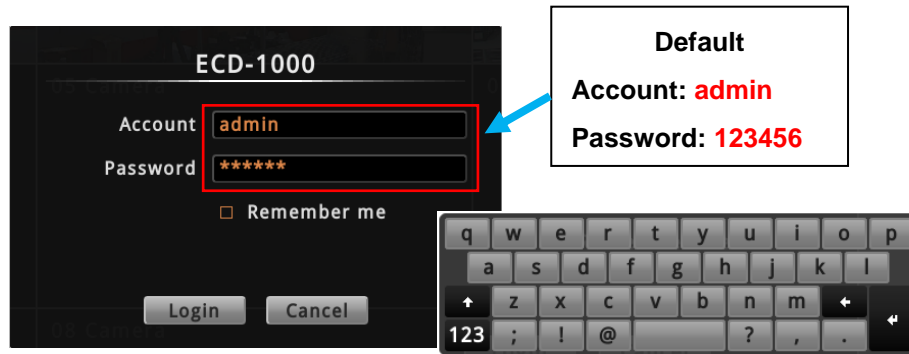 ECD-1000
05 Camera
Account admin
Password ******
Remember me
Login Cancel
08 Camera
Default
Account: admin
Password: 123456
q w e r t y u i o p
a s d f g h j k l
z x c v b n m
123 ; ! @ ? , .